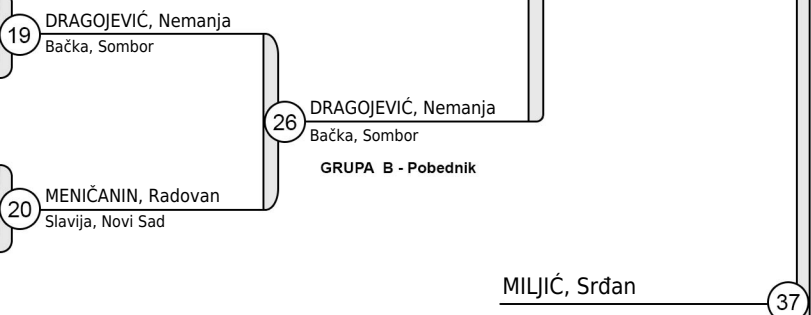 19
DRAGOJEVIĆ, Nemanja
Bačka, Sombor
26
DRAGOJEVIĆ, Nemanja
Bačka, Sombor
GRUPA B - Pobednik
20
MENIČANIN, Radovan
Slavija, Novi Sad
MILJIĆ, Srđan
37